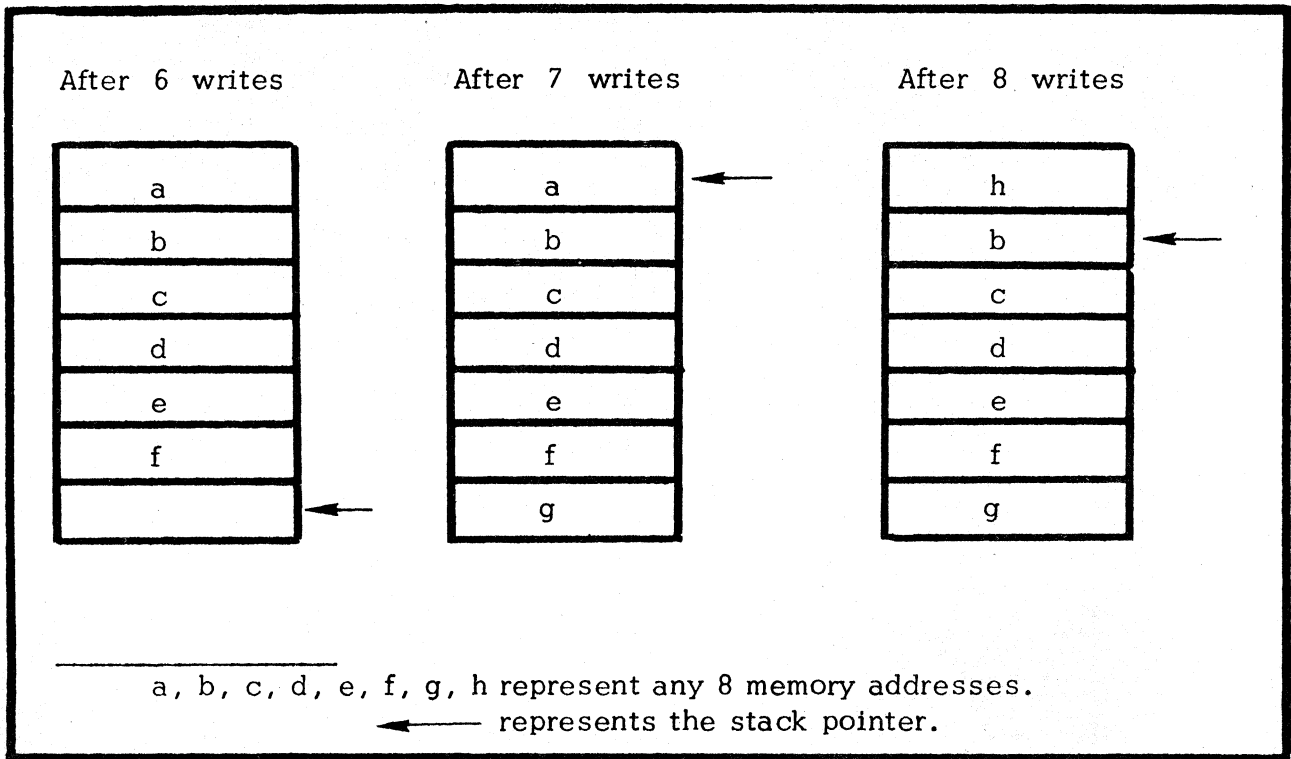 After 6 writes
After 7 writes
After 8 writes
a
b
c
d
e
f
a
b
c
d
e
f
g
h
b
c
d
e
f
g
a, b, c, d, e, f, g, h represent any 8 memory addresses.
represents the stack pointer.